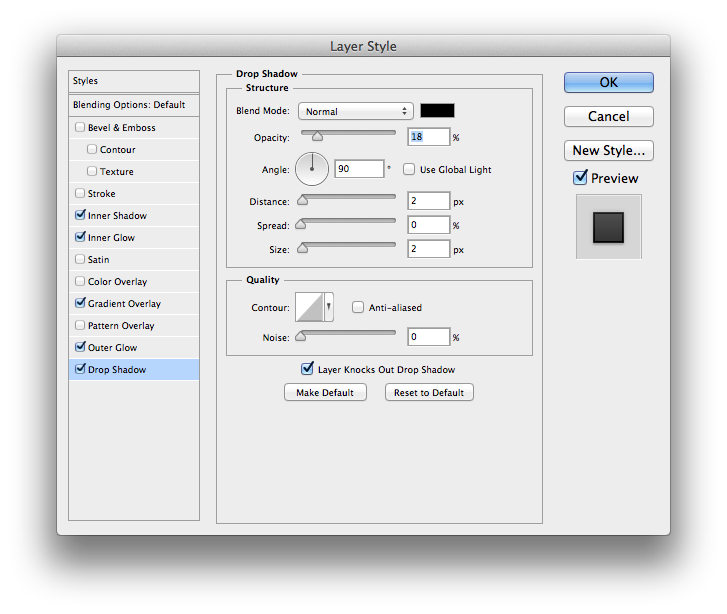 Layer Style
Styles
Blending Options: Default
Bevel & Emboss
Contour
Texture
Stroke
Inner Shadow
Inner Glow
Satin
Color Overlay
Gradient Overlay
Pattern Overlay
Outer Glow
Drop Shadow
Drop Shadow
Structure
Blend Mode: Normal
Opacity: 18 %
Angle: 90 ° Use Global Light
Distance: 2 px
Spread: 0 %
Size: 2 px
Quality
Contour: Anti-aliased
Noise: 0 %
Layer Knocks Out Drop Shadow
Make Default Reset to Default
OK
Cancel
New Style...
Preview